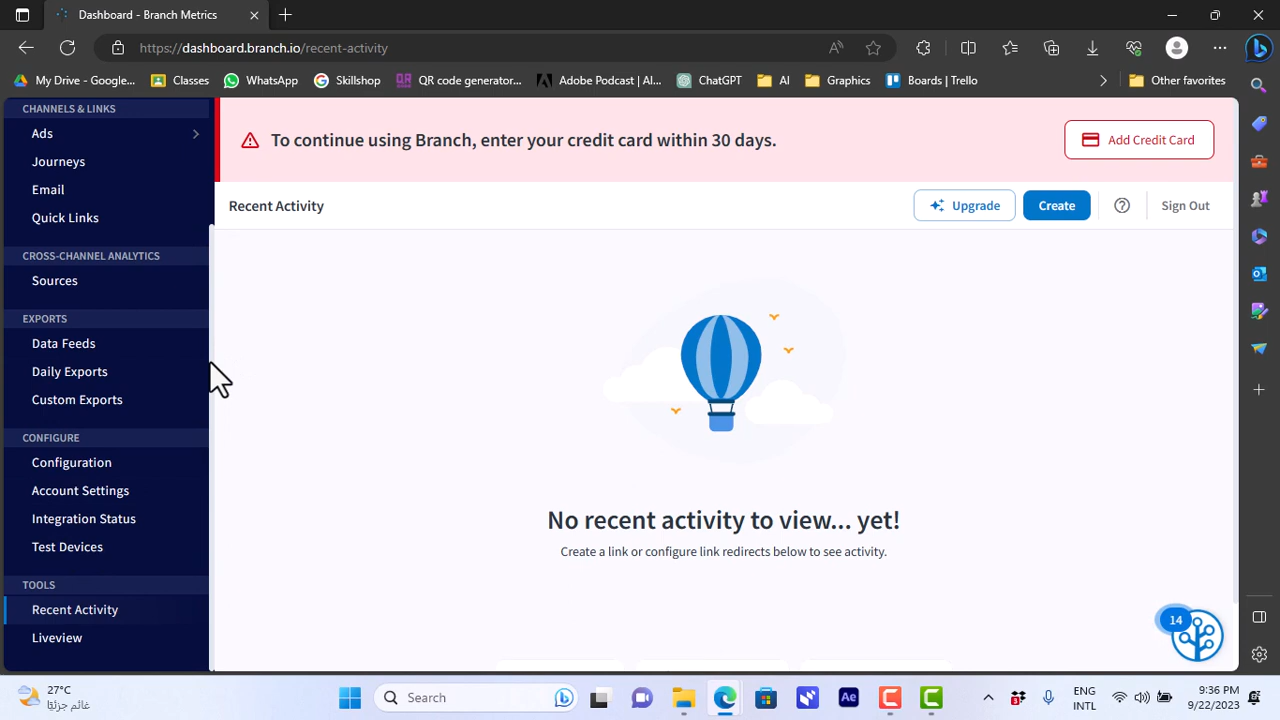 dashboard - Branch Metrics
https://dashboard.branch.io/recent-activity
My Drive - Google...
Classes
WhatsApp
Skillshop
QR code generator...
Adobe Podcast | AI...
ChatGPT
AI
Graphics
Boards | Trello
Other favorites
CHANNELS & LINKS
Ads
Journeys
Email
Quick Links
CROSS-CHANNEL ANALYTICS
Sources
EXPORTS
Data Feeds
Daily Exports
Custom Exports
CONFIGURE
Configuration
Account Settings
Integration Status
Test Devices
TOOLS
Recent Activity
Liveview
To continue using Branch, enter your credit card within 30 days.
Add Credit Card
Recent Activity
Upgrade
Create
Sign Out
No recent activity to view... yet!
Create a link or configure link redirects below to see activity.
14
27°C
غائم جزئيًا
Search
Ae
ENG
INTL
9:36 PM
9/22/2023